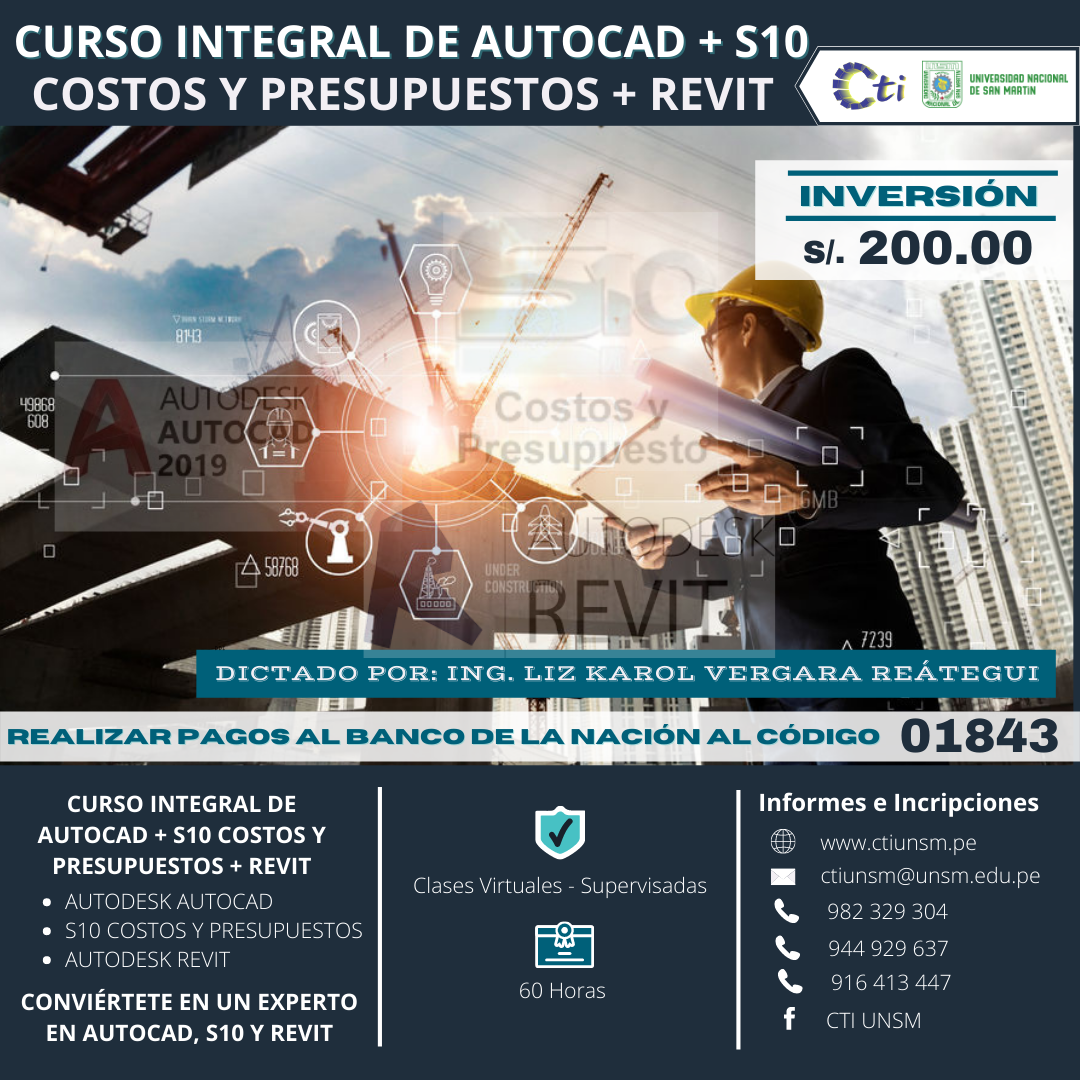 CURSO INTEGRAL DE AUTOCAD + S10
COSTOS Y PRESUPUESTOS + REVIT
Cti
UNIVERSIDAD NACIONAL
DE SAN MARTIN
INVERSIÓN
S/. 200.00
S10
Costos y
Presupuesto
8143
49868
608
AUTODESK
AUTOCAD
2019
6MB
AUTODESK
REVIT
58768
UNDER
CONSTRUCTION
7239
DICTADO POR: ING. LIZ KAROL VERGARA REÁTEGUI
REALIZAR PAGOS AL BANCO DE LA NACIÓN AL CÓDIGO 01843
CURSO INTEGRAL DE
AUTOCAD + S10 COSTOS Y
PRESUPUESTOS + REVIT
• AUTODESK AUTOCAD
• S10 COSTOS Y PRESUPUESTOS
• AUTODESK REVIT
CONVIÉRTETE EN UN EXPERTO
EN AUTOCAD, S10 Y REVIT
Clases Virtuales - Supervisadas
60 Horas
Informes e Incripciones
www.ctiunsm.pe
ctiunsm@unsm.edu.pe
982 329 304
944 929 637
916 413 447
CTI UNSM